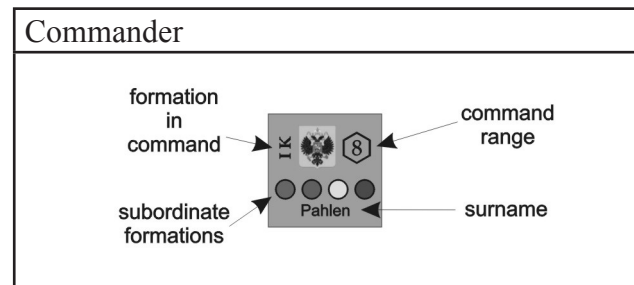 Commander
formation
in
command
command
range
I K
8
subordinate
formations
Pahlen
surname